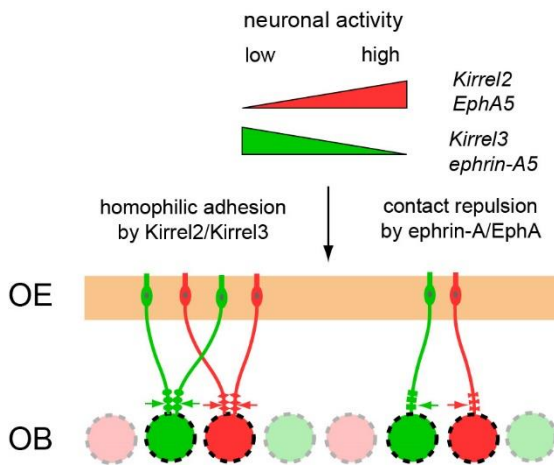 neuronal activity
low high
Kirrel2
EphA5
Kirrel3
ephrin-A5
homophilic adhesion
by Kirrel2/Kirrel3
contact repulsion
by ephrin-A/EphA
OE
OB